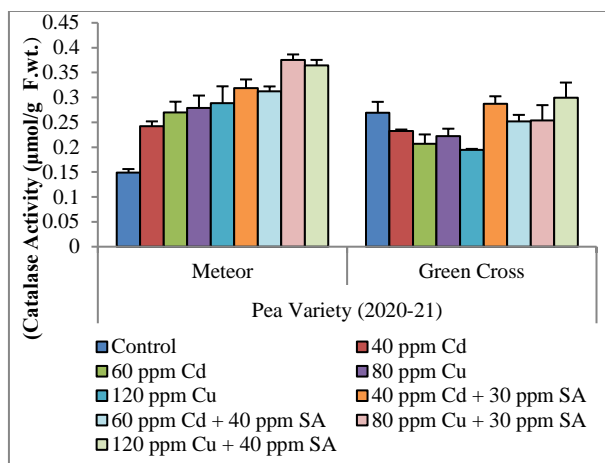 (Catalase Activity (μmol/g F.wt.)
0.45
0.4
0.35
0.3
0.25
0.2
0.15
0.1
0.05
0
Meteor Green Cross
Pea Variety (2020-21)
Control 40 ppm Cd
60 ppm Cd 80 ppm Cu
120 ppm Cu 40 ppm Cd + 30 ppm SA
60 ppm Cd + 40 ppm SA 80 ppm Cu + 30 ppm SA
120 ppm Cu + 40 ppm SA